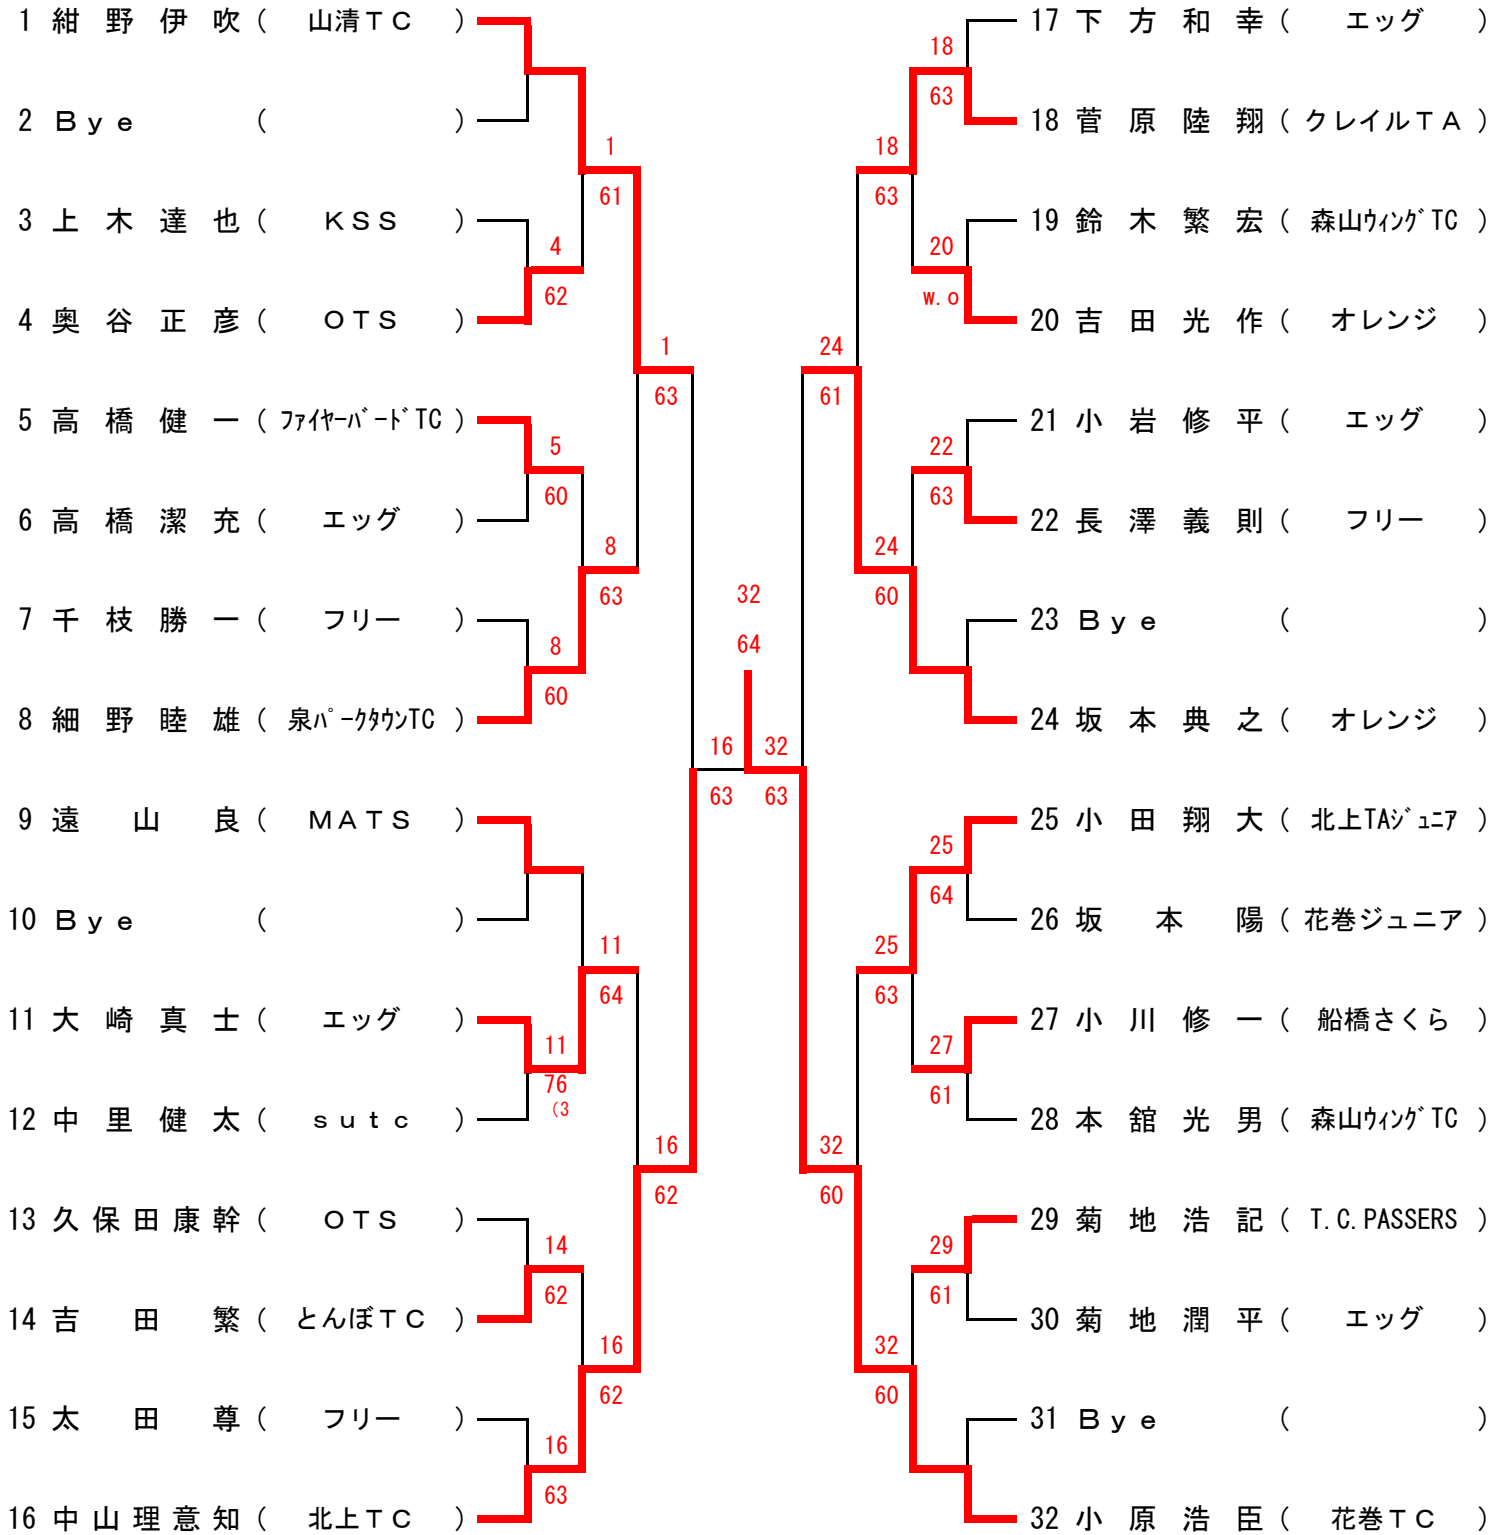 1 紺野伊吹 ( 山清TC )
2 Bye ( )
1
61
3 上木達也 ( KSS )
4
62
4 奥谷正彦 ( OTS )
1
63
5 高橋健一 ( ファイヤーバードTC )
5
60
6 高橋潔充 ( エッグ )
8
63
7 千枝勝一 ( フリー )
8
60
8 細野睦雄 ( 泉パークタウンTC )
16
63
9 遠山良 ( MATS )
10 Bye ( )
11
64
11 大崎真士 ( エッグ )
11
76
(3
12 中里健太 ( sutc )
16
62
13 久保田康幹 ( OTS )
14
62
14 吉田繁 ( とんぼTC )
16
62
15 太田尊 ( フリー )
16
63
16 中山理意知 ( 北上TC )
32
64
17 下方和幸 ( エッグ )
18
63
18 菅原陸翔 ( クレイルTA )
18
63
19 鈴木繁宏 ( 森山ウィングTC )
20
w.o
20 吉田光作 ( オレンジ )
24
61
21 小岩修平 ( エッグ )
22
63
22 長澤義則 ( フリー )
24
60
23 Bye ( )
24 坂本典之 ( オレンジ )
32
63
25 小田翔大 ( 北上TAジュニア )
25
64
26 坂本陽 ( 花巻ジュニア )
25
63
27 小川修一 ( 船橋さくら )
27
61
28 本舘光男 ( 森山ウィングTC )
32
60
29 菊地浩記 ( T.C.PASSERS )
29
61
30 菊地潤平 ( エッグ )
32
60
31 Bye ( )
32 小原浩臣 ( 花巻TC )